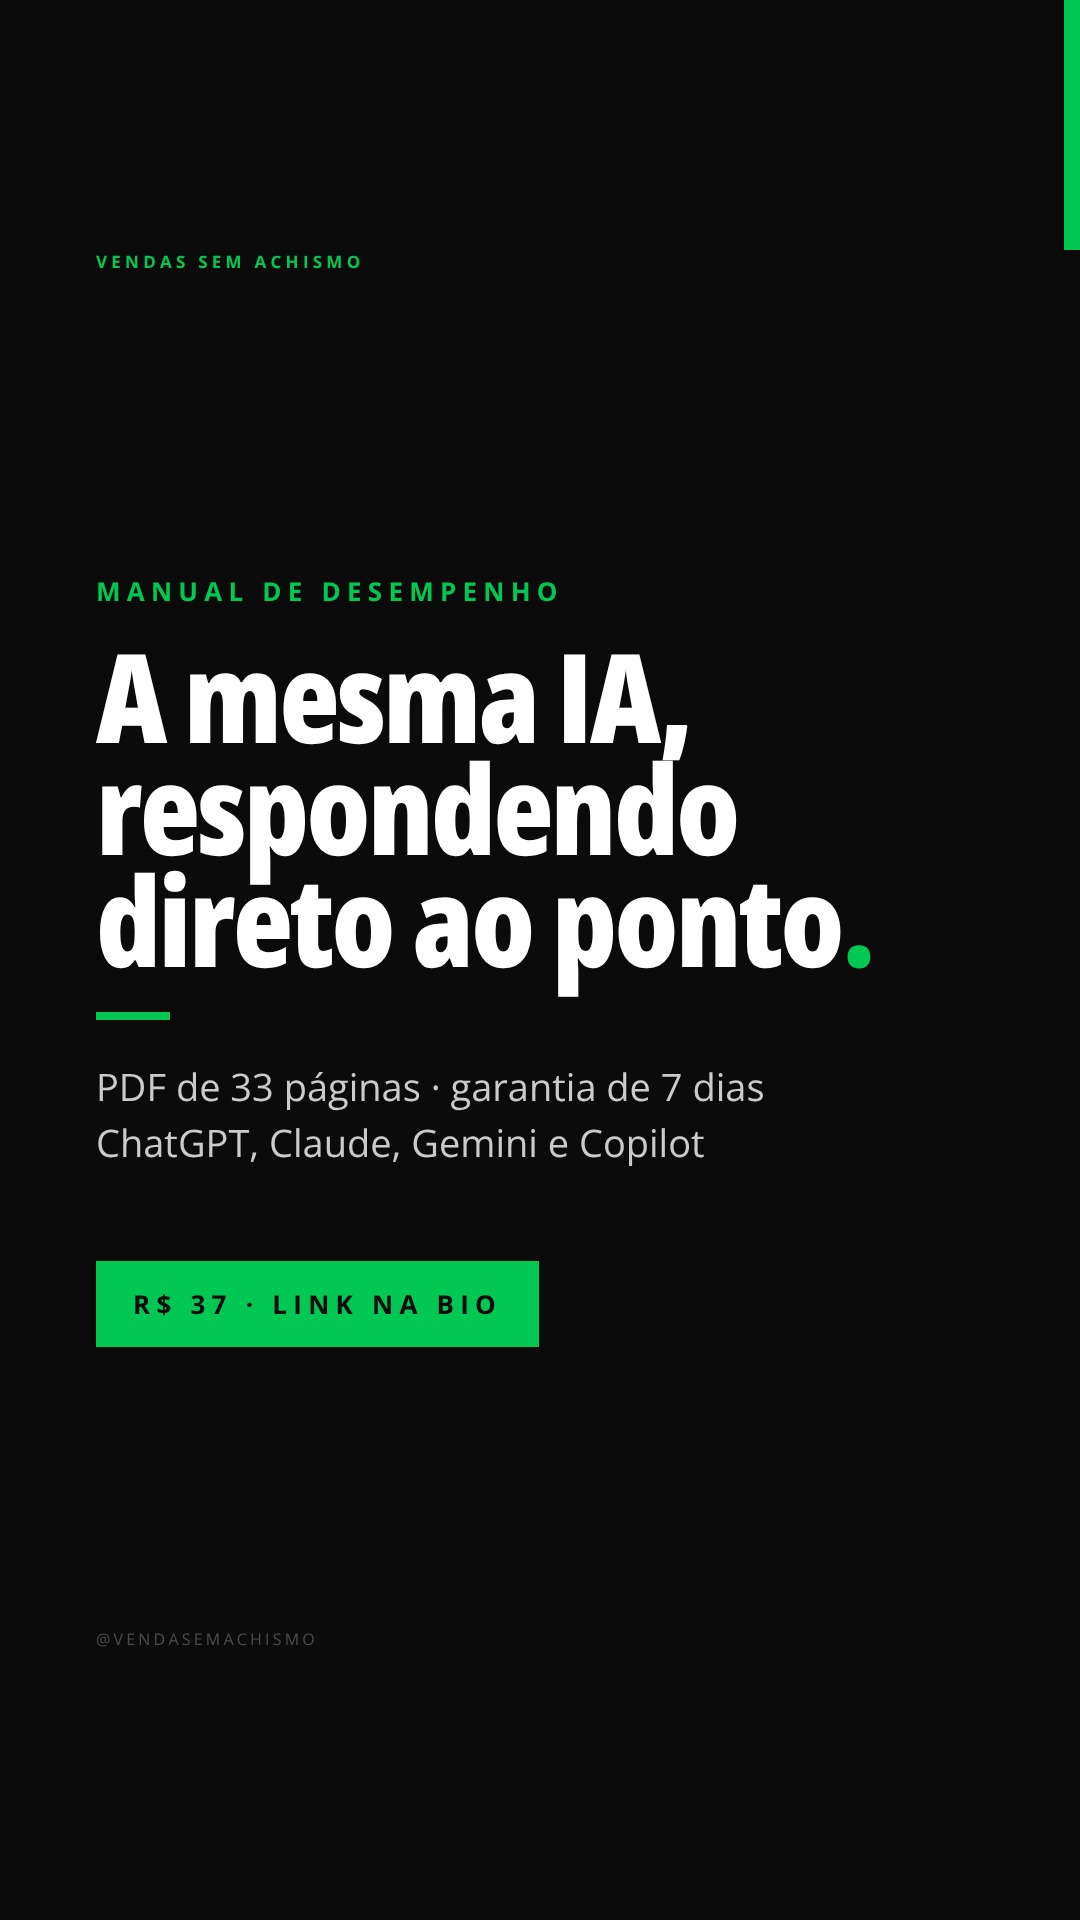 VENDAS SEM ACHISMO
MANUAL DE DESEMPENHO
A mesma IA,
respondendo
direto ao ponto.
PDF de 33 páginas · garantia de 7 dias
ChatGPT, Claude, Gemini e Copilot
R$ 37 · LINK NA BIO
@VENDASEMACHISMO